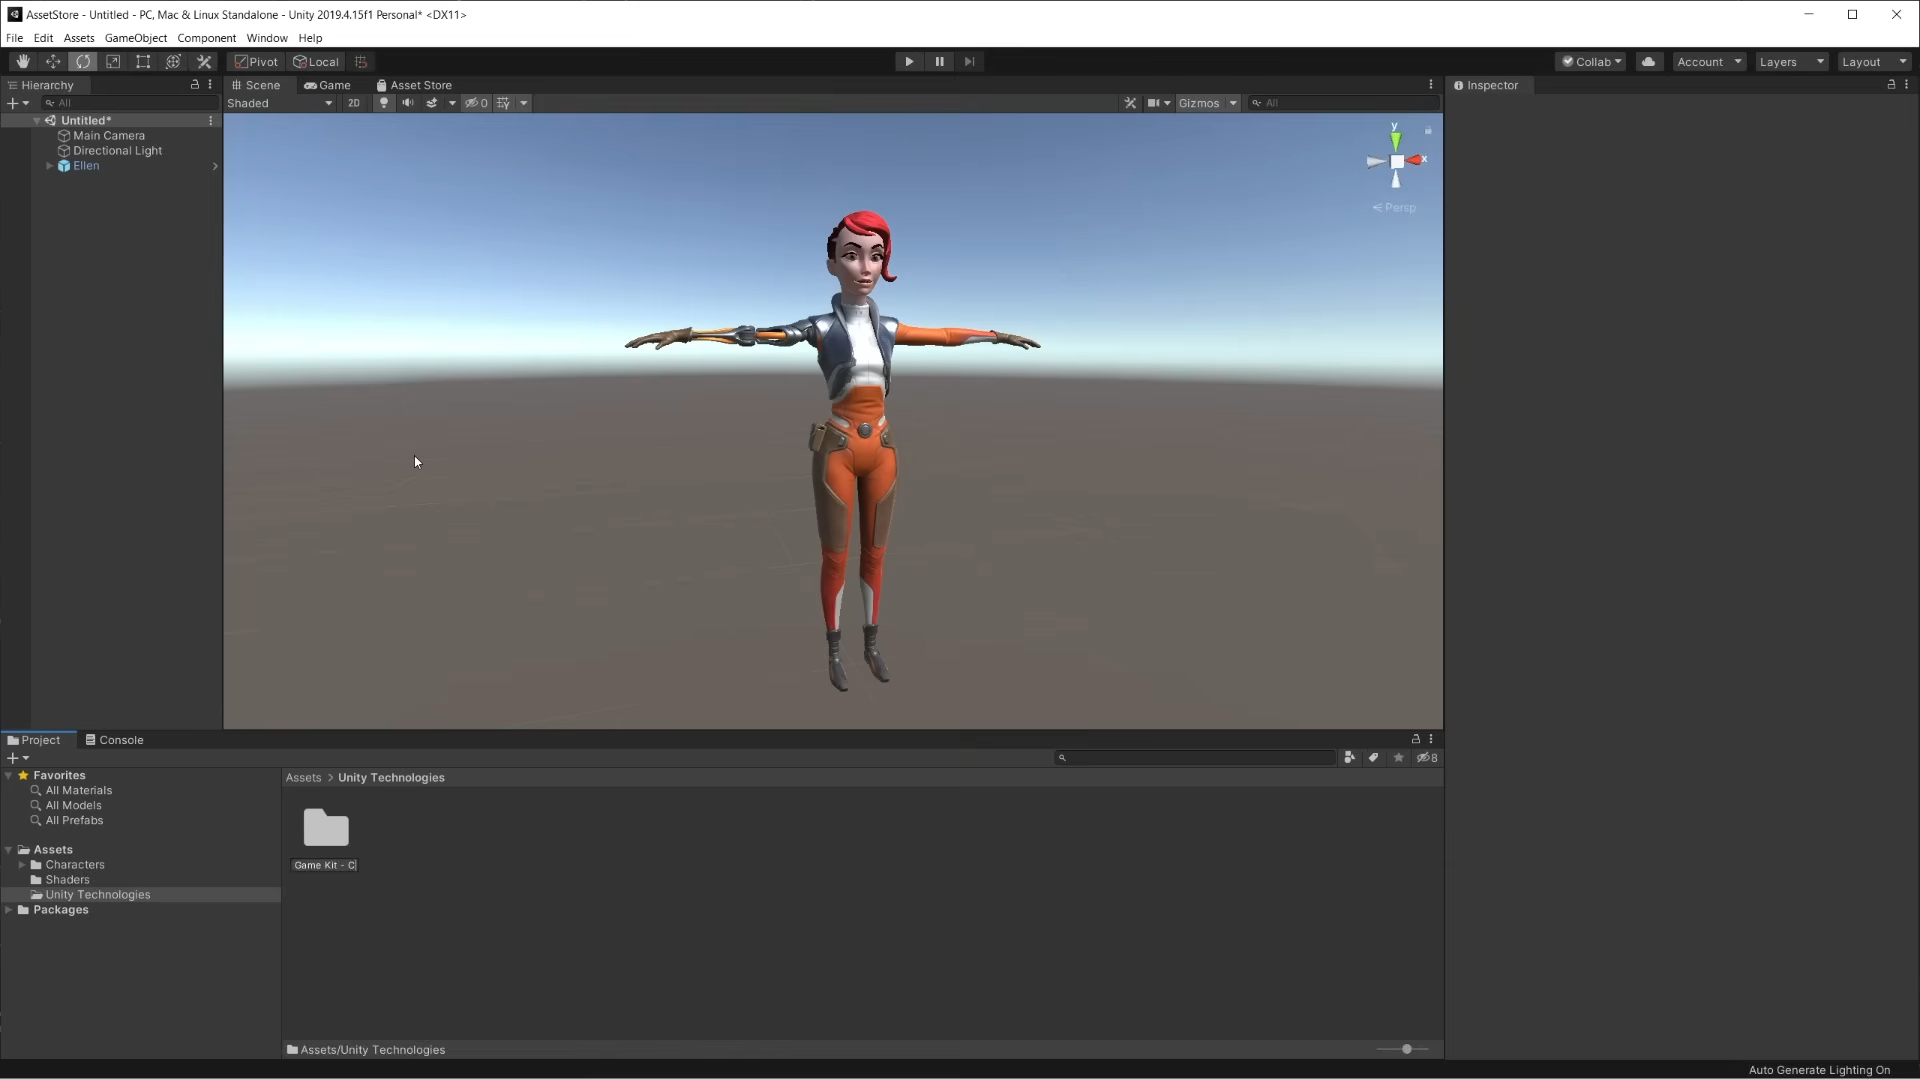 AssetStore - Untitled - PC, Mac & Linux Standalone - Unity 2019.4.15f1 Personal* <DX11>
File Edit Assets GameObject Component Window Help
Pivot Local Collab Account Layers Layout
Hierarchy Scene Game Asset Store Inspector
All Shaded 2D 0 Gizmos All
Untitled*
Main Camera
Directional Light
Ellen
y
x
Persp
Project Console
8
Favorites
All Materials
All Models
All Prefabs
Assets
Characters
Shaders
Unity Technologies
Packages
Assets > Unity Technologies
Game Kit - C
Assets/Unity Technologies
Auto Generate Lighting On